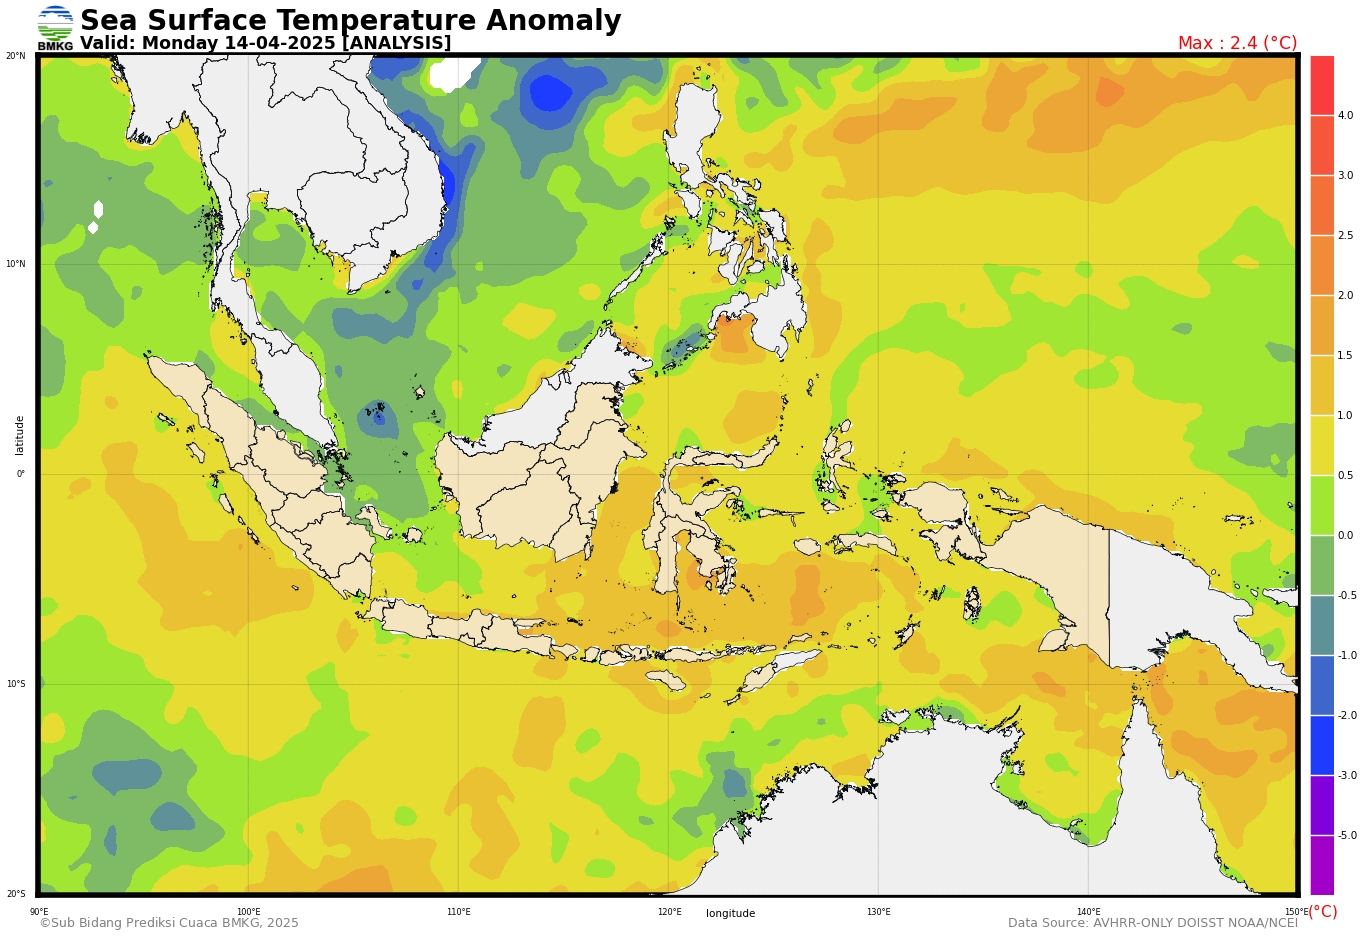 Sea Surface Temperature Anomaly
BMKG
Valid: Monday 14-04-2025 [ANALYSIS]
Max : 2.4 (°C)
20°N
10°N
0°
10°S
20°S
latitude
4.0
3.0
2.5
2.0
1.5
1.0
0.5
0.0
-0.5
-1.0
-2.0
-3.0
-5.0
(°C)
90°E
100°E
110°E
120°E
130°E
140°E
150°E
longitude
©Sub Bidang Prediksi Cuaca BMKG, 2025
Data Source: AVHRR-ONLY DOISST NOAA/NCEI